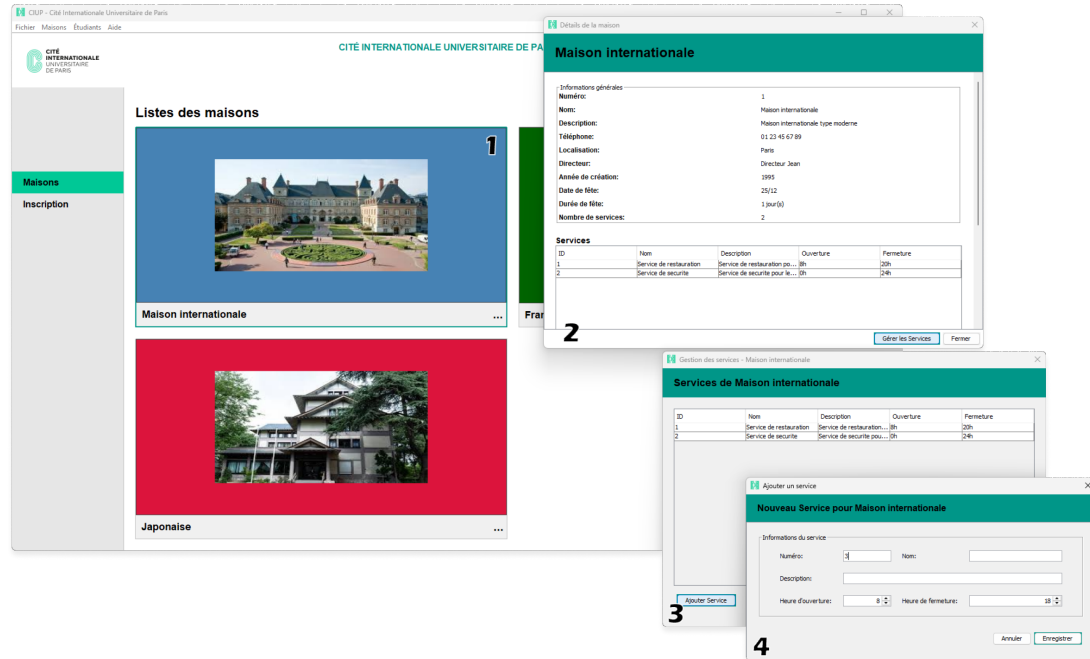 CIUP - Cité Internationale Universitaire de Paris
Fichier Maisons Étudiants Aide
CITÉ
INTERNATIONALE
UNIVERSITAIRE
DE PARIS
CITÉ INTERNATIONALE UNIVERSITAIRE DE PA
Maisons
Inscription
Listes des maisons
1
Maison internationale ...
Fran
Japonaise ...
Détails de la maison
Maison internationale
Informations générales
Numéro: 1
Nom: Maison internationale
Description: Maison internationale type moderne
Téléphone: 01 23 45 67 89
Localisation: Paris
Directeur: Directeur Jean
Année de création: 1995
Date de fête: 25/12
Durée de fête: 1 jour(s)
Nombre de services: 2
Services
ID Nom Description Ouverture Fermeture
1 Service de restauration Service de restauration po... 8h 20h
2 Service de securite Service de securite pour le... 0h 24h
2
Gérer les Services Fermer
Gestion des services - Maison internationale
Services de Maison internationale
ID Nom Description Ouverture Fermeture
1 Service de restauration Service de restauration... 8h 20h
2 Service de securite Service de securite pou... 0h 24h
Ajouter Service
3
Ajouter un service
Nouveau Service pour Maison internationale
Informations du service
Numéro: 3 Nom:
Description:
Heure d'ouverture: 8 Heure de fermeture: 18
Annuler Enregistrer
4